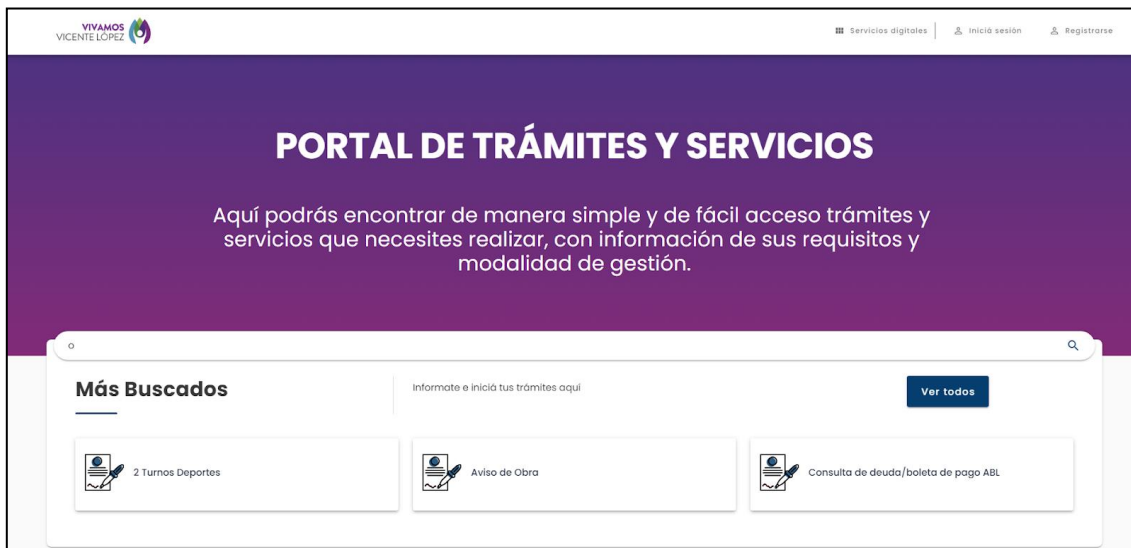 VIVAMOS
VICENTE LÓPEZ
Servicios digitales
Iniciá sesión
Registrarse
PORTAL DE TRÁMITES Y SERVICIOS
Aquí podrás encontrar de manera simple y de fácil acceso trámites y
servicios que necesites realizar, con información de sus requisitos y
modalidad de gestión.
o
Más Buscados
Informate e iniciá tus trámites aquí
Ver todos
2 Turnos Deportes
Aviso de Obra
Consulta de deuda/boleta de pago ABL